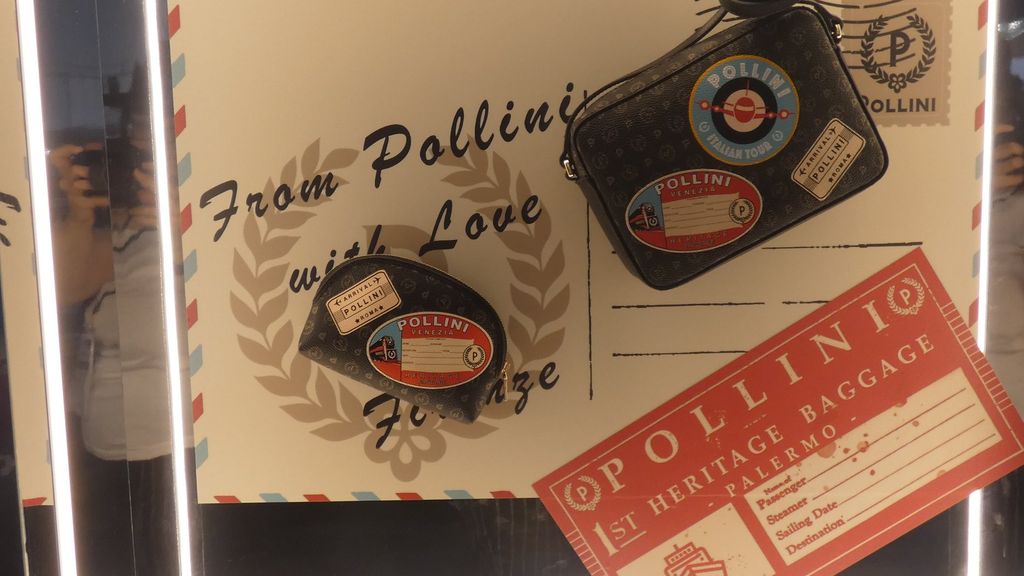 From Pollini
with Love
Firenze
P
POLLINI
POLLINI
ITALIAN TOUR
ARRIVAL
POLLINI
ROMA
POLLINI
VENEZIA
P
HERITAGE
ARRIVAL
POLLINI
ROMA
POLLINI
VENEZIA
P
POLLINI
1ST HERITAGE BAGGAGE
PALERMO
Name of
Passenger
Steamer
Sailing Date
Destination